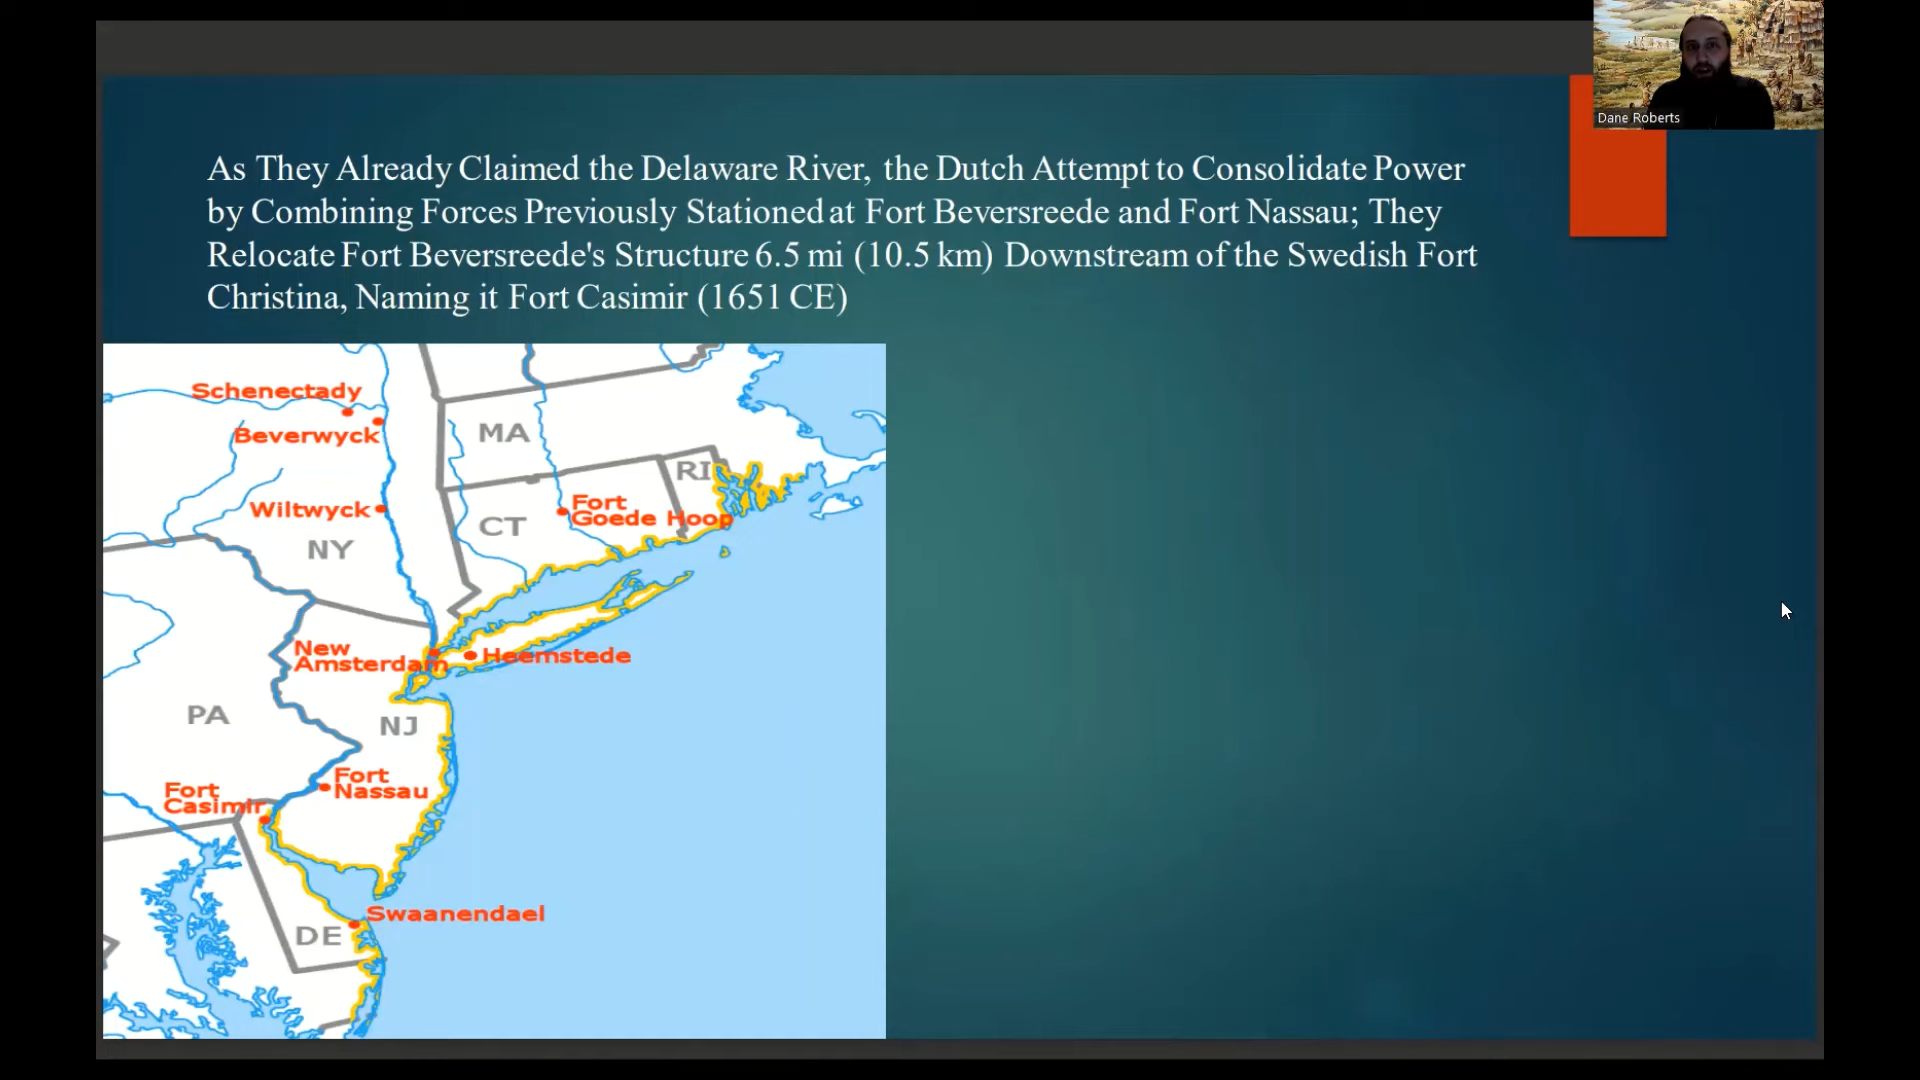 Dane Roberts
As They Already Claimed the Delaware River, the Dutch Attempt to Consolidate Power
by Combining Forces Previously Stationed at Fort Beversreede and Fort Nassau; They
Relocate Fort Beversreede's Structure 6.5 mi (10.5 km) Downstream of the Swedish Fort
Christina, Naming it Fort Casimir (1651 CE)
Schenectady
Beverwyck
MA
RI
Wiltwyck
Fort
Goede Hoop
CT
NY
New
Amsterdam
Heemstede
PA
NJ
Fort
Nassau
Fort
Casimir
Swaanendael
DE